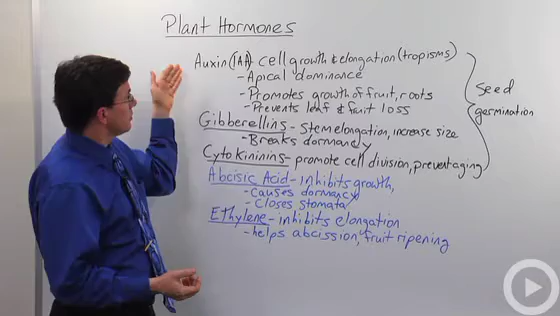 Plant Hormones
Auxin (IAA) - cell growth & elongation (tropisms)
- Apical dominance
- Promotes growth of fruit, roots
- Prevents leaf & fruit loss
Seed
germination
Gibberellins - Stem elongation, increase size
- Breaks dormancy
Cytokinins - promote cell division, prevent aging
Abcisic Acid - inhibits growth,
- Causes dormancy
- Closes stomata
Ethylene - inhibits elongation
- helps abcission, fruit ripening